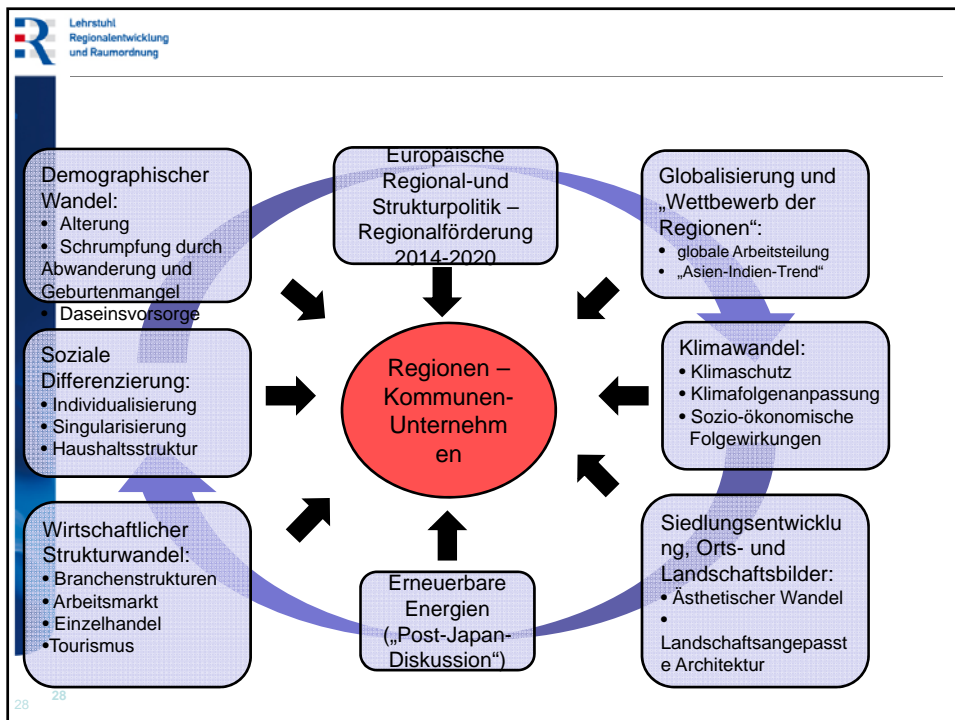 Lehrstuhl
Regionalentwicklung
und Raumordnung
Demographischer
Wandel:
• Alterung
• Schrumpfung durch
Abwanderung und
Geburtenmangel
• Daseinsvorsorge
Europäische
Regional-und
Strukturpolitik –
Regionalförderung
2014-2020
Globalisierung und
„Wettbewerb der
Regionen“:
• globale Arbeitsteilung
• „Asien-Indien-Trend“
Soziale
Differenzierung:
• Individualisierung
• Singularisierung
• Haushaltsstruktur
Regionen –
Kommunen-
Unternehm
en
Klimawandel:
• Klimaschutz
• Klimafolgenanpassung
• Sozio-ökonomische
Folgewirkungen
Wirtschaftlicher
Strukturwandel:
• Branchenstrukturen
• Arbeitsmarkt
• Einzelhandel
•Tourismus
Erneuerbare
Energien
(„Post-Japan-
Diskussion“)
Siedlungsentwicklu
ng, Orts- und
Landschaftsbilder:
• Ästhetischer Wandel
•
Landschaftsangepasst
e Architektur
28
28